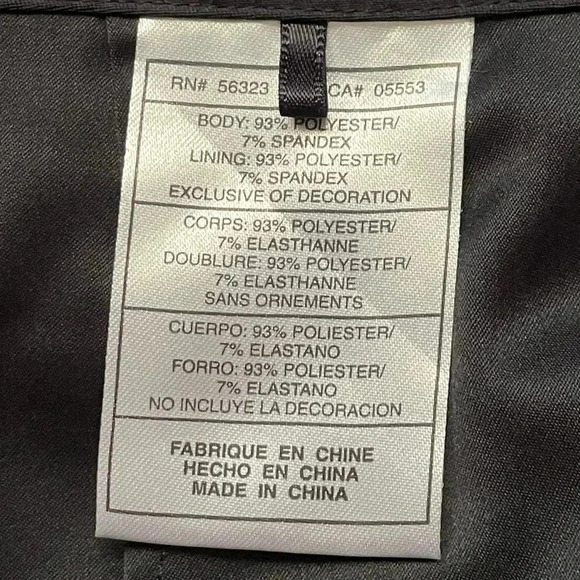 RN# 56323 CA# 05553
BODY: 93% POLYESTER/
7% SPANDEX
LINING: 93% POLYESTER/
7% SPANDEX
EXCLUSIVE OF DECORATION
CORPS: 93% POLYESTER/
7% ELASTHANNE
DOUBLURE: 93% POLYESTER/
7% ELASTHANNE
SANS ORNEMENTS
CUERPO: 93% POLIESTER/
7% ELASTANO
FORRO: 93% POLIESTER/
7% ELASTANO
NO INCLUYE LA DECORACION
FABRIQUE EN CHINE
HECHO EN CHINA
MADE IN CHINA